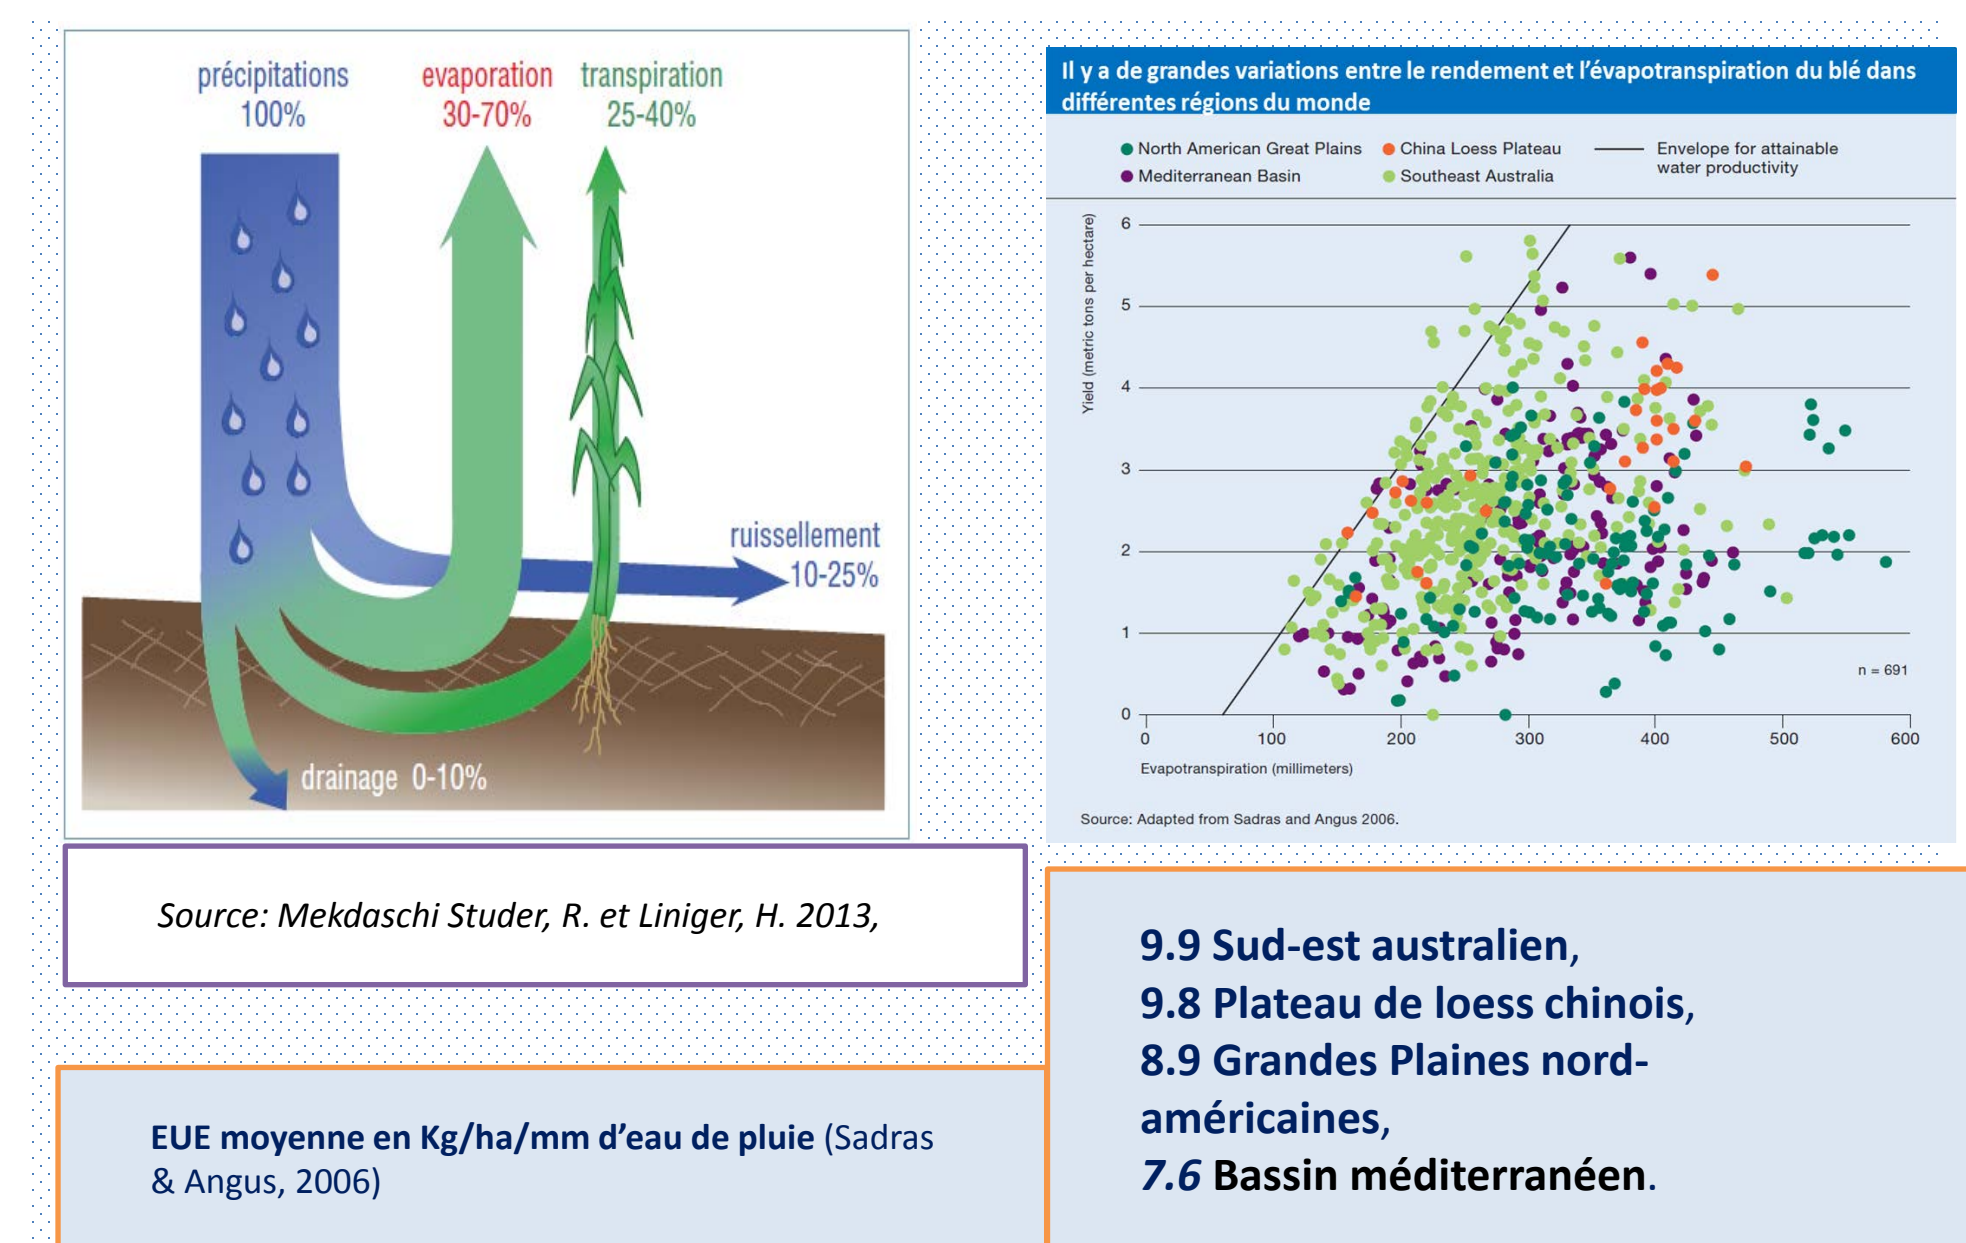 précipitations
100%
evaporation
30-70%
transpiration
25-40%
ruissellement
10-25%
drainage 0-10%
Source: Mekdaschi Studer, R. et Liniger, H. 2013,
EUE moyenne en Kg/ha/mm d'eau de pluie (Sadras
& Angus, 2006)
Il y a de grandes variations entre le rendement et l'évapotranspiration du blé dans
différentes régions du monde
North American Great Plains
China Loess Plateau
Envelope for attainable
water productivity
Mediterranean Basin
Southeast Australia
Yield (metric tons per hectare)
6
5
4
3
2
1
0
n = 691
0 100 200 300 400 500 600
Evapotranspiration (millimeters)
Source: Adapted from Sadras and Angus 2006.
9.9 Sud-est australien,
9.8 Plateau de loess chinois,
8.9 Grandes Plaines nord-
américaines,
7.6 Bassin méditerranéen.